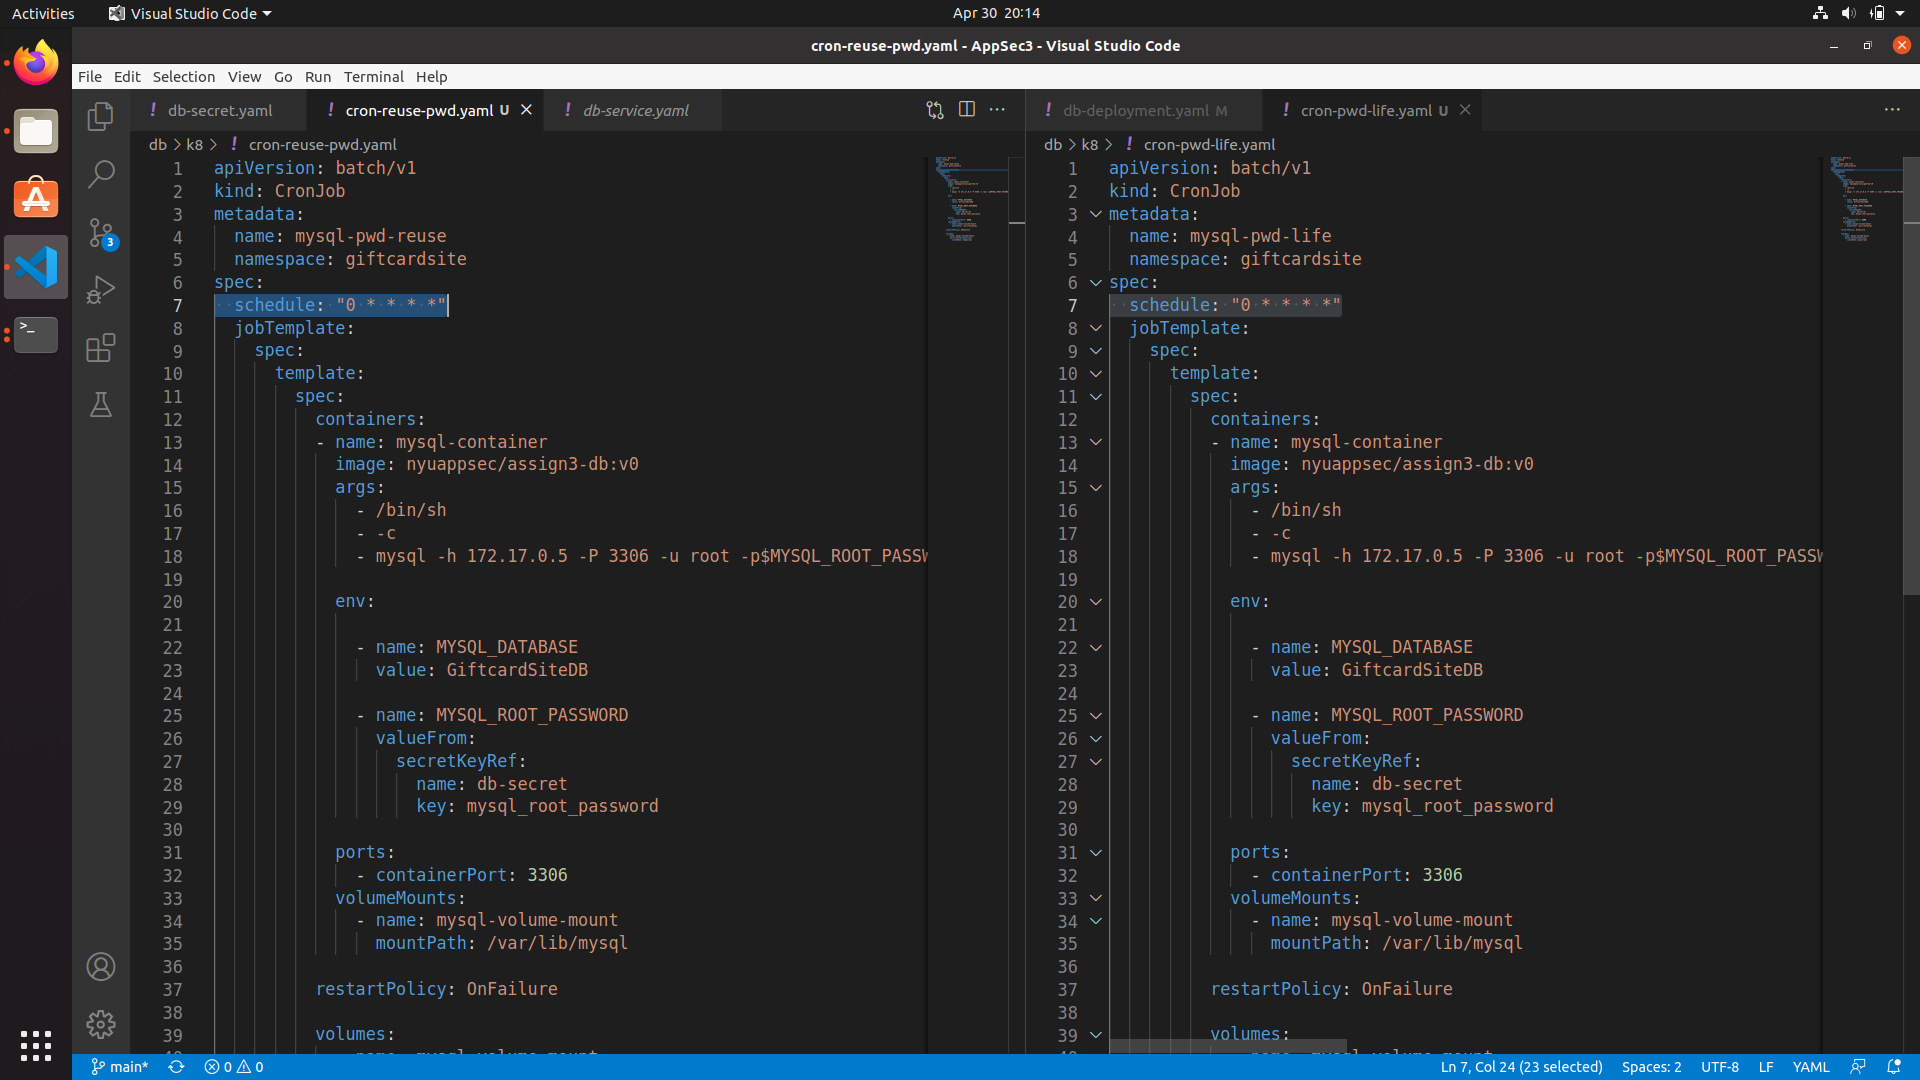 Activities
Visual Studio Code
Apr 30 20:14
cron-reuse-pwd.yaml - AppSec3 - Visual Studio Code
File Edit Selection View Go Run Terminal Help
! db-secret.yaml
! cron-reuse-pwd.yaml U
! db-service.yaml
! db-deployment.yaml M
! cron-pwd-life.yaml U
3
>_
db > k8 > ! cron-reuse-pwd.yaml
1 apiVersion: batch/v1
2 kind: CronJob
3 metadata:
4 name: mysql-pwd-reuse
5 namespace: giftcardsite
6 spec:
7 schedule: "0 * * * *"
8 jobTemplate:
9 spec:
10 template:
11 spec:
12 containers:
13 - name: mysql-container
14 image: nyuappsec/assign3-db:v0
15 args:
16 - /bin/sh
17 - -c
18 - mysql -h 172.17.0.5 -P 3306 -u root -p$MYSQL_ROOT_PASSW
19
20 env:
21
22 - name: MYSQL_DATABASE
23 value: GiftcardSiteDB
24
25 - name: MYSQL_ROOT_PASSWORD
26 valueFrom:
27 secretKeyRef:
28 name: db-secret
29 key: mysql_root_password
30
31 ports:
32 - containerPort: 3306
33 volumeMounts:
34 - name: mysql-volume-mount
35 mountPath: /var/lib/mysql
36
37 restartPolicy: OnFailure
38
39 volumes:
db > k8 > ! cron-pwd-life.yaml
1 apiVersion: batch/v1
2 kind: CronJob
3 metadata:
4 name: mysql-pwd-life
5 namespace: giftcardsite
6 spec:
7 schedule: "0 * * * *"
8 jobTemplate:
9 spec:
10 template:
11 spec:
12 containers:
13 - name: mysql-container
14 image: nyuappsec/assign3-db:v0
15 args:
16 - /bin/sh
17 - -c
18 - mysql -h 172.17.0.5 -P 3306 -u root -p$MYSQL_ROOT_PASSW
19
20 env:
21
22 - name: MYSQL_DATABASE
23 value: GiftcardSiteDB
24
25 - name: MYSQL_ROOT_PASSWORD
26 valueFrom:
27 secretKeyRef:
28 name: db-secret
29 key: mysql_root_password
30
31 ports:
32 - containerPort: 3306
33 volumeMounts:
34 - name: mysql-volume-mount
35 mountPath: /var/lib/mysql
36
37 restartPolicy: OnFailure
38
39 volumes:
main* 0 0
Ln 7, Col 24 (23 selected) Spaces: 2 UTF-8 LF YAML